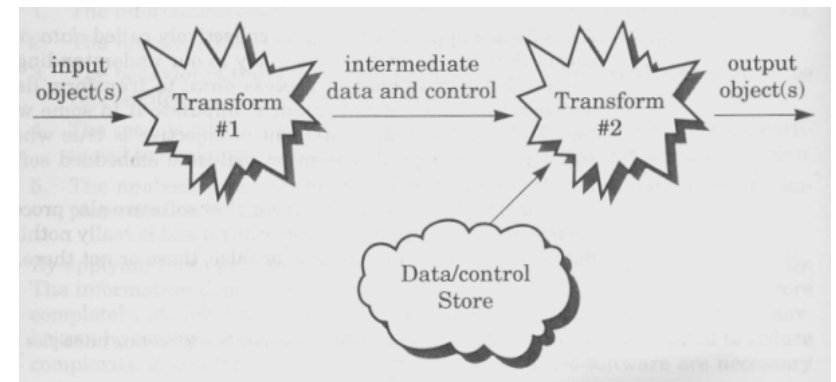 input
object(s)
Transform
#1
intermediate
data and control
Transform
#2
output
object(s)
Data/control
Store